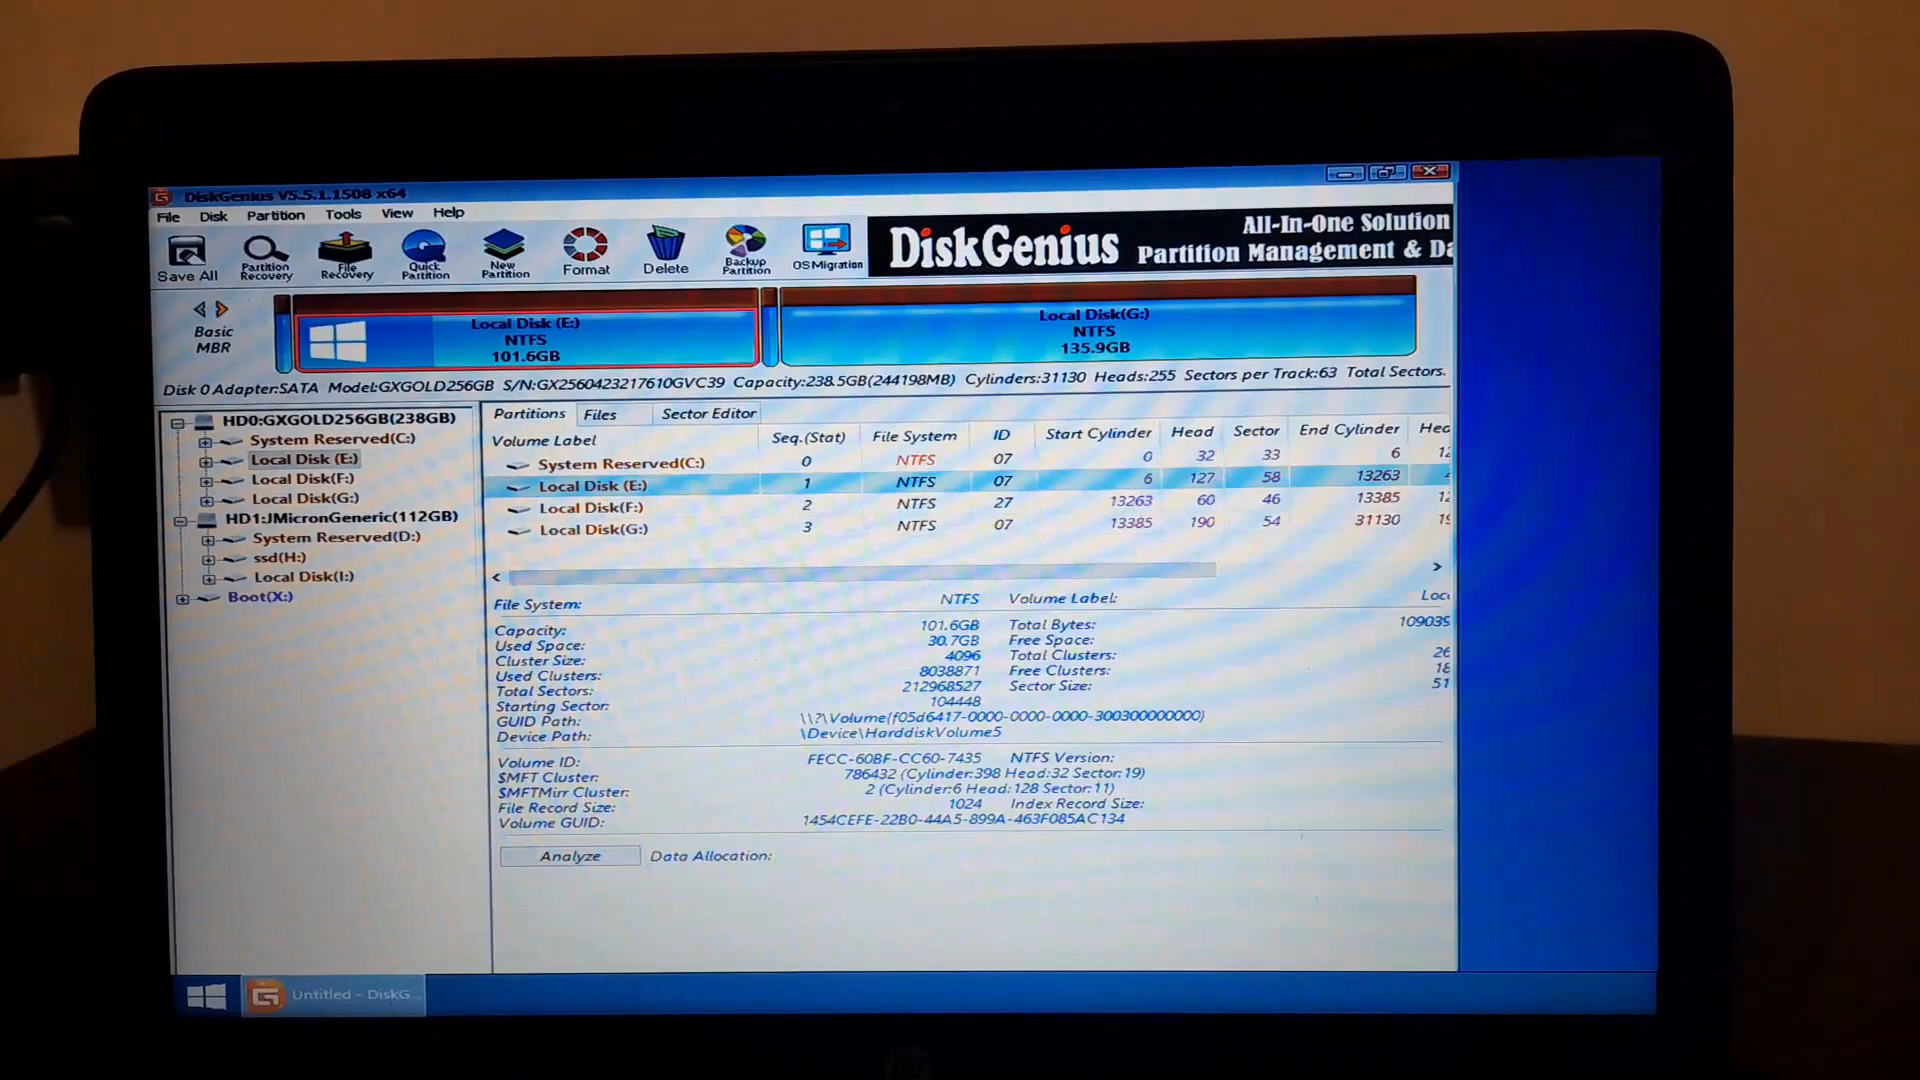 DiskGenius V5.5.1.1508 x64
File Disk Partition Tools View Help
Save All
Partition Recovery
File Recovery
Quick Partition
New Partition
Format
Delete
Backup Partition
OS Migration
DiskGenius
All-In-One Solution
Partition Management & Da
Basic
MBR
Local Disk (E:)
NTFS
101.6GB
Local Disk(G:)
NTFS
135.9GB
Disk 0 Adapter:SATA Model:GXGOLD256GB S/N:GX2560423217610GVC39 Capacity:238.5GB(244198MB) Cylinders:31130 Heads:255 Sectors per Track:63 Total Sectors.
HD0:GXGOLD256GB(238GB)
System Reserved(C:)
Local Disk (E:)
Local Disk(F:)
Local Disk(G:)
HD1:JMicronGeneric(112GB)
System Reserved(D:)
ssd(H:)
Local Disk(I:)
Boot(X:)
Partitions Files Sector Editor
Volume Label Seq.(Stat) File System ID Start Cylinder Head Sector End Cylinder Hea
System Reserved(C:) 0 NTFS 07 0 32 33 6 12
Local Disk (E:) 1 NTFS 07 6 127 58 13263
Local Disk(F:) 2 NTFS 27 13263 60 46 13385 12
Local Disk(G:) 3 NTFS 07 13385 190 54 31130 19
File System: NTFS Volume Label: Loc
Capacity: 101.6GB Total Bytes: 109039
Used Space: 30.7GB Free Space:
Cluster Size: 4096 Total Clusters: 26
Used Clusters: 8038871 Free Clusters: 18
Total Sectors: 212968527 Sector Size: 51
Starting Sector: 104448
GUID Path: \\?\Volume{f05d6417-0000-0000-0000-300300000000}
Device Path: \Device\HarddiskVolume5
Volume ID: FECC-60BF-CC60-7435 NTFS Version:
$MFT Cluster: 786432 (Cylinder:398 Head:32 Sector:19)
$MFTMirr Cluster: 2 (Cylinder:6 Head:128 Sector:11)
File Record Size: 1024 Index Record Size:
Volume GUID: 1454CEFE-22B0-44A5-899A-463F085AC134
Analyze Data Allocation:
Untitled - DiskG...